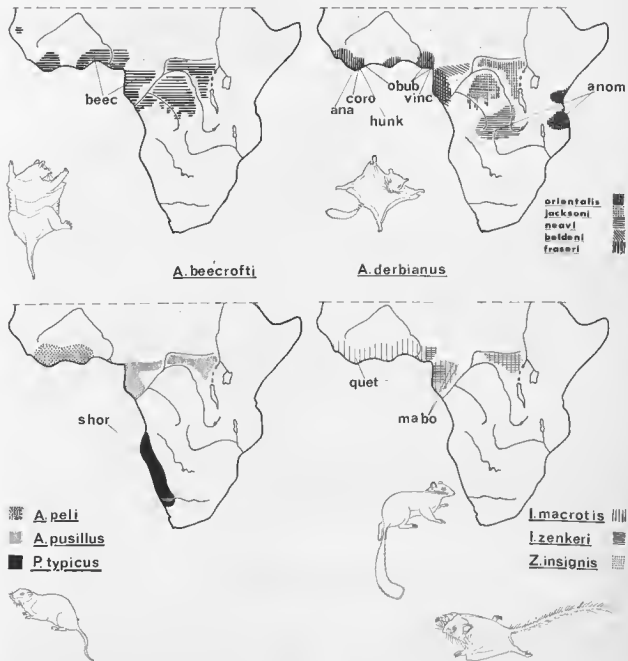 beec
A.beecrofti
obub
vinc
coro
ana
hunk
anom
orientalis
jacksoni
neavi
beldeni
fraseri
A.derbianus
shor
A.peli
A.pusillus
P.typicus
quet
mabo
I.macrotis
I.zenkeri
Z.insignis